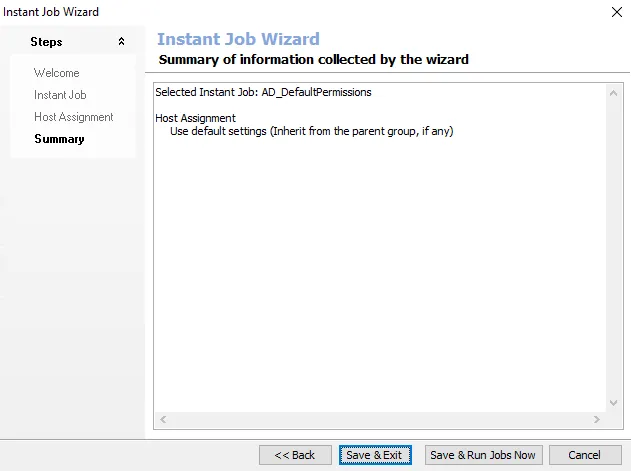 Instant Job Wizard
Steps
Welcome
Instant Job
Host Assignment
Summary
Instant Job Wizard
Summary of information collected by the wizard
Selected Instant Job: AD_DefaultPermissions
Host Assignment
Use default settings (Inherit from the parent group, if any)
<< Back
Save & Exit
Save & Run Jobs Now
Cancel